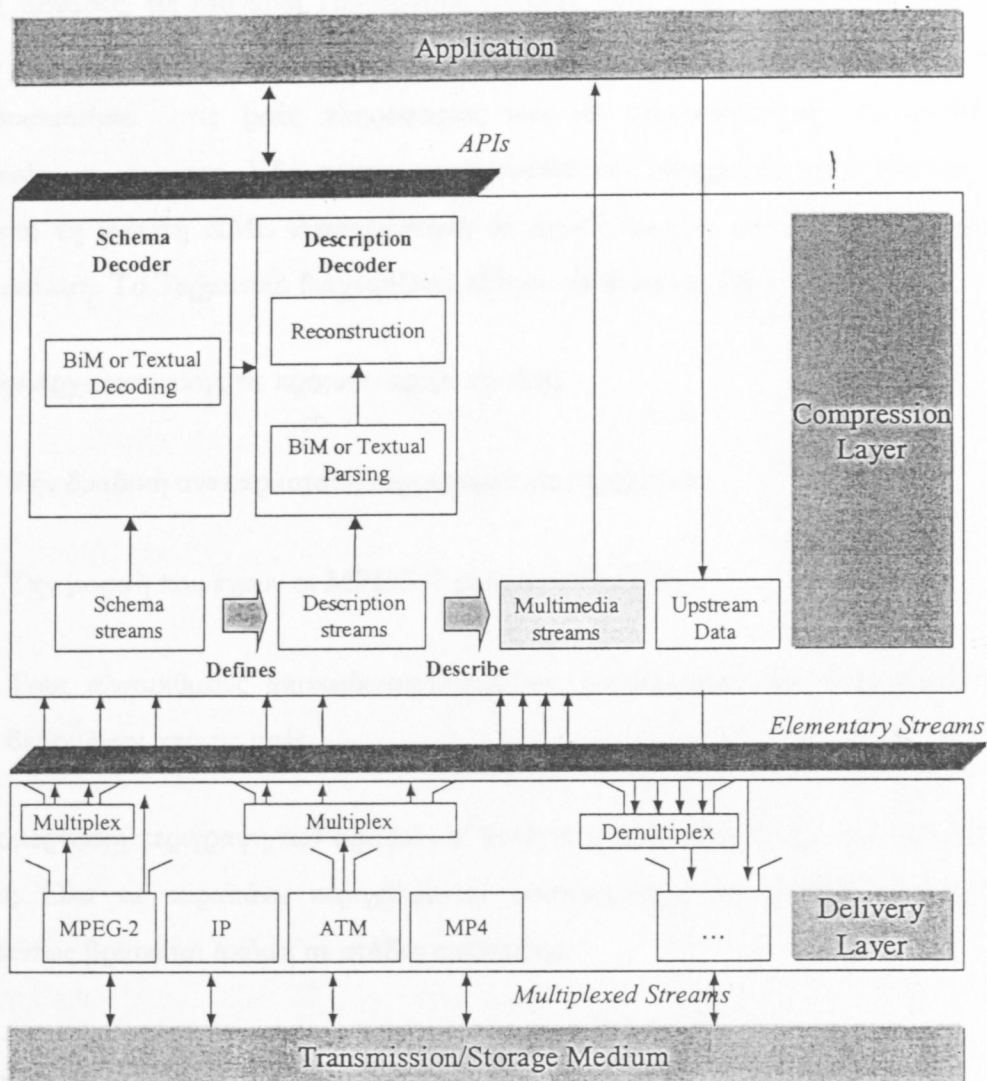 Application
APIs
Schema
Decoder
Description
Decoder
Reconstruction
BiM or Textual
Decoding
BiM or Textual
Parsing
Compression
Layer
Schema
streams
Description
streams
Multimedia
streams
Upstream
Data
Defines
Describe
Elementary Streams
Multiplex
Multiplex
Demultiplex
MPEG-2
IP
ATM
MP4
...
Delivery
Layer
Multiplexed Streams
Transmission/Storage Medium